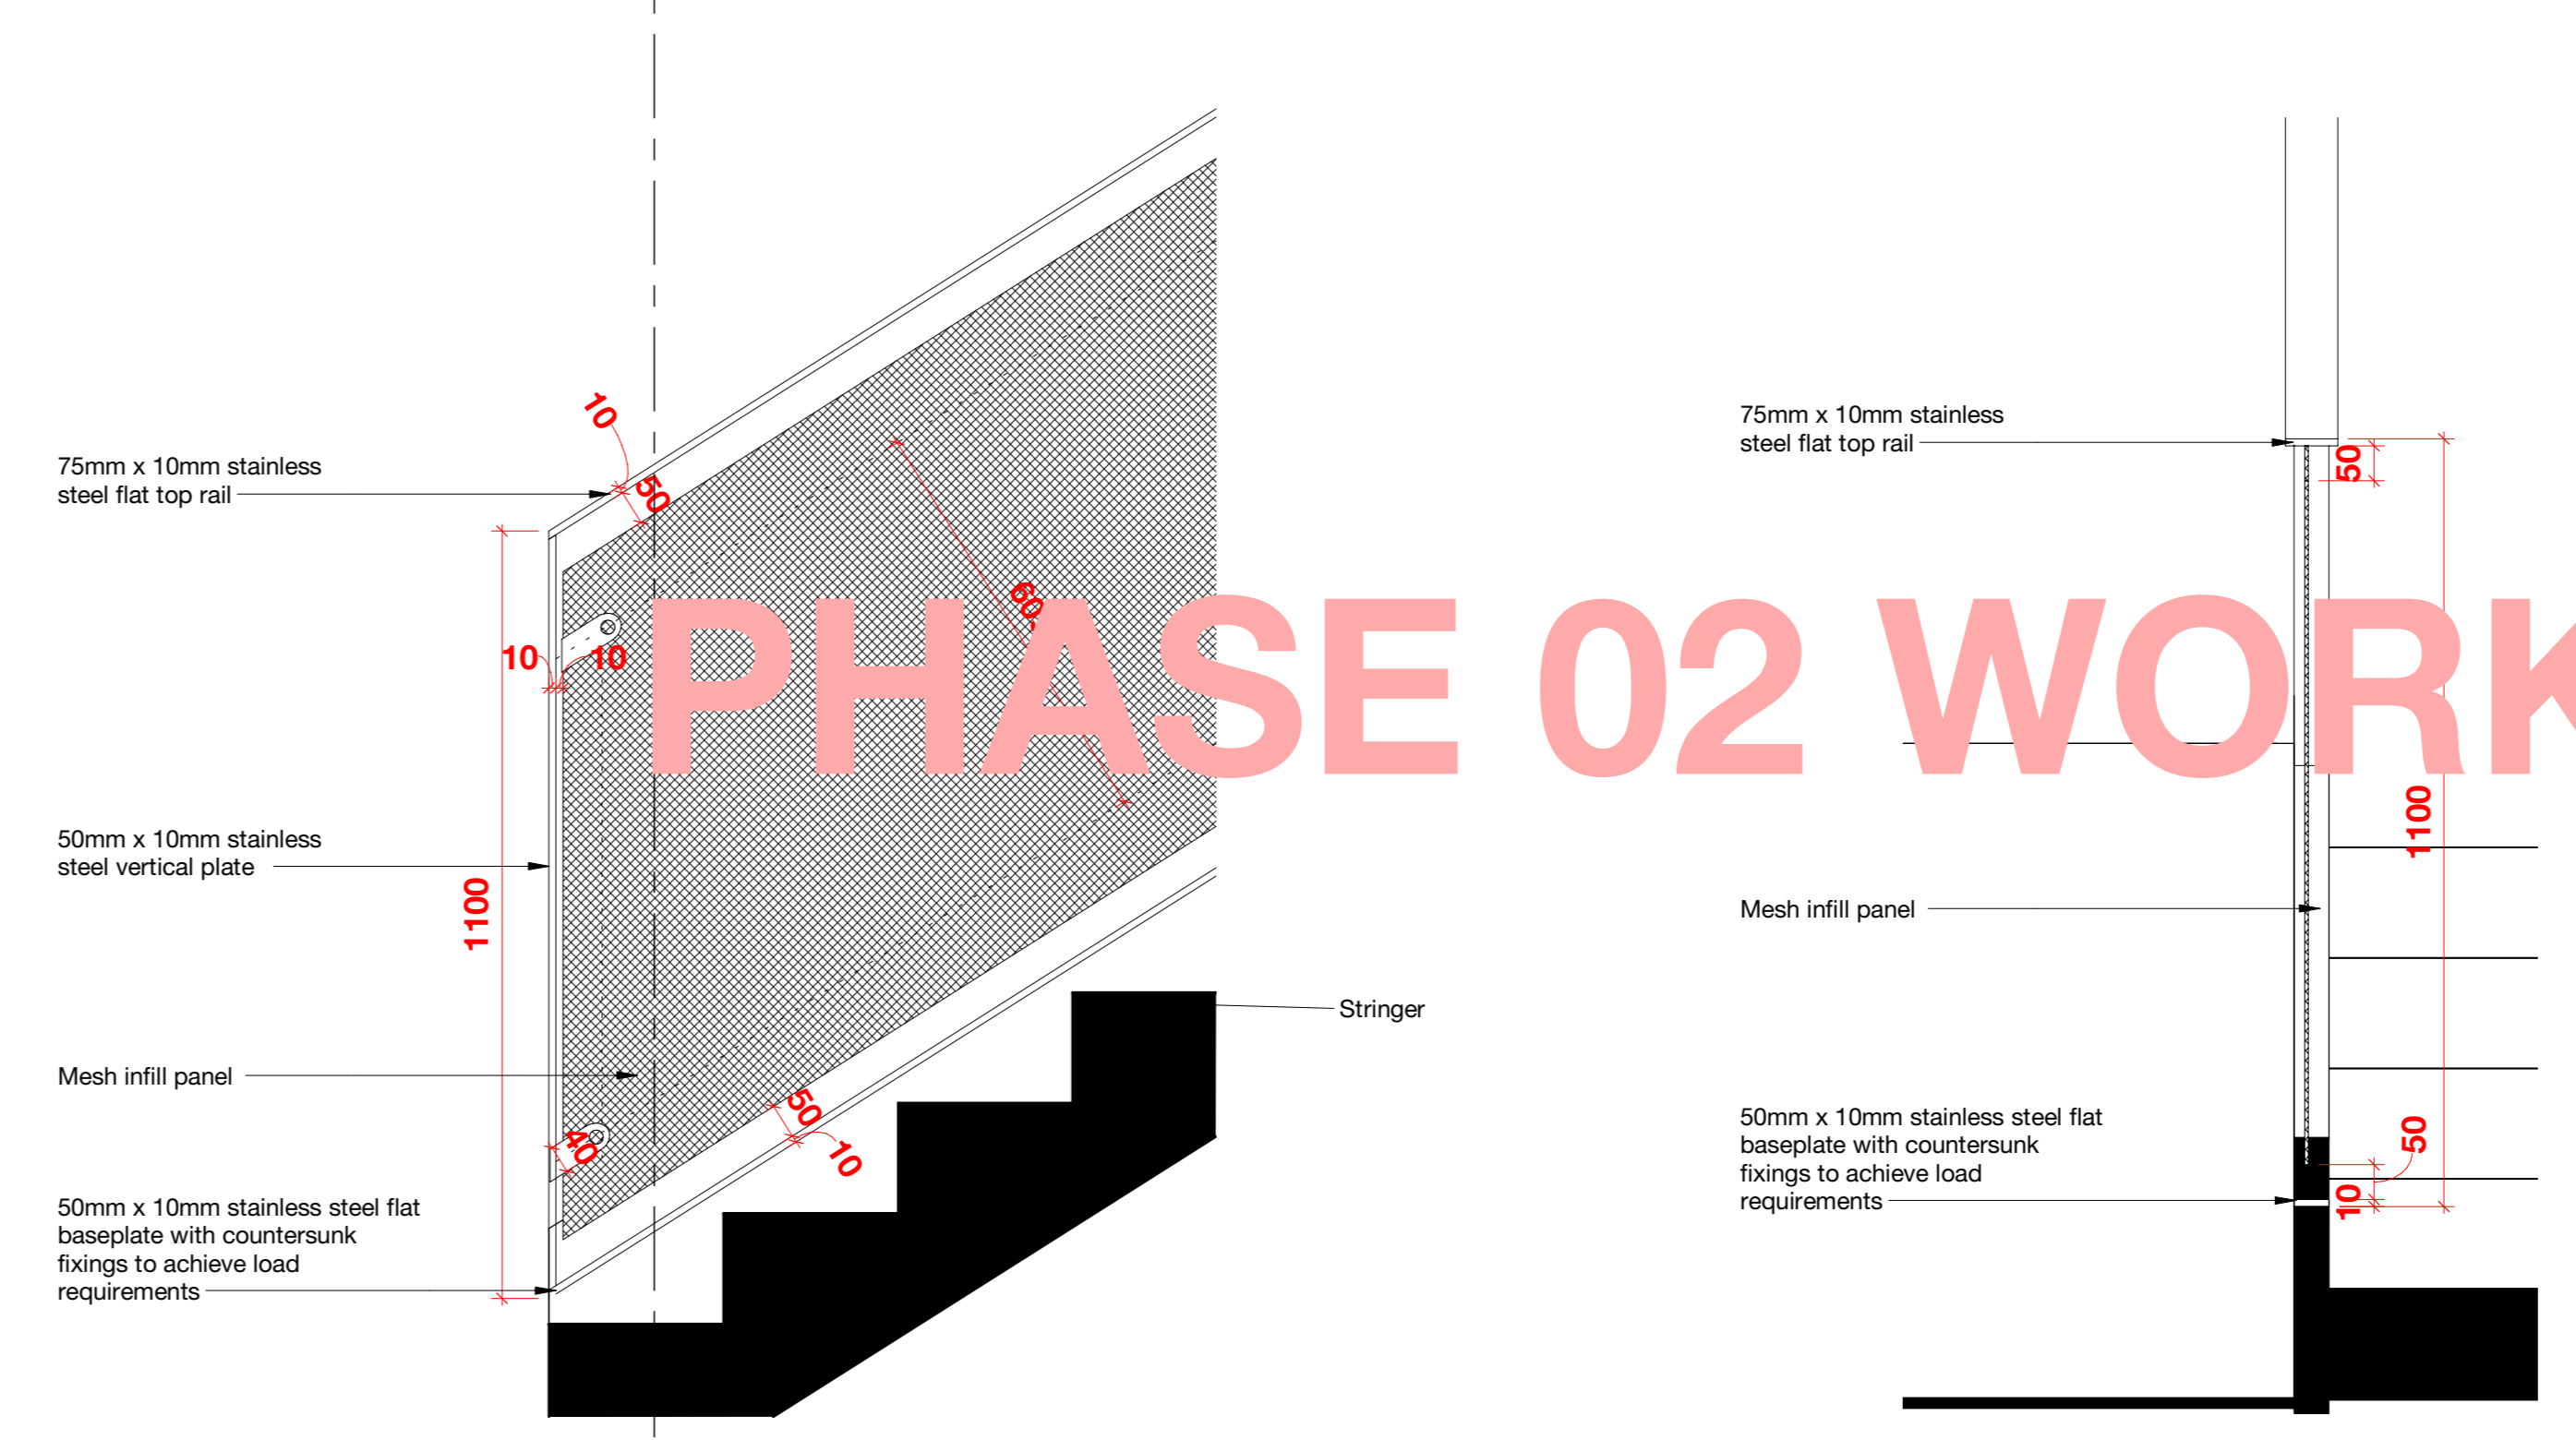 10
50
75mm x 10mm stainless
steel flat top rail
10
10
50mm x 10mm stainless
steel vertical plate
1100
Mesh infill panel
40
50
10
50mm x 10mm stainless steel flat
baseplate with countersunk
fixings to achieve load
requirements
Stringer
PHASE 02 WORK
75mm x 10mm stainless
steel flat top rail
50
1100
Mesh infill panel
50mm x 10mm stainless steel flat
baseplate with countersunk
fixings to achieve load
requirements
50
10